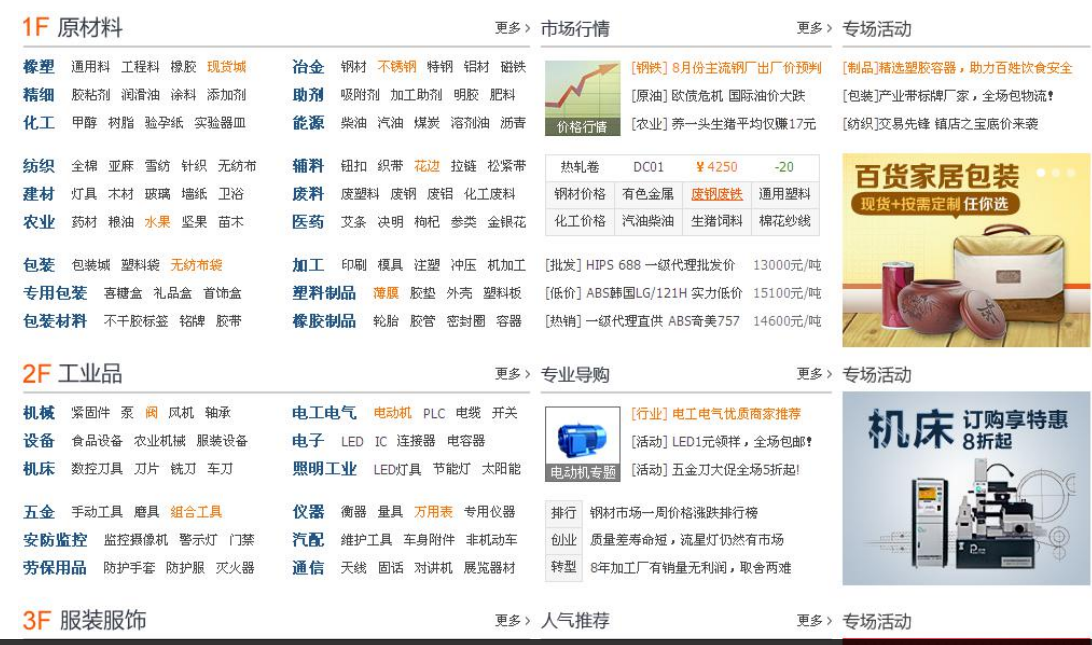 1F 原材料 更多 >
橡塑 通用料 工程料 橡胶 现货城 冶金 钢材 不锈钢 特钢 铝材 磁铁
精细 胶粘剂 润滑油 涂料 添加剂 助剂 吸附剂 加工助剂 明胶 肥料
化工 甲醇 树脂 验孕纸 实验器皿 能源 柴油 汽油 煤炭 溶剂油 沥青
纺织 全棉 亚麻 雪纺 针织 无纺布 辅料 钮扣 织带 花边 拉链 松紧带
建材 灯具 木材 玻璃 墙纸 卫浴 废料 废塑料 废钢 废铝 化工废料
农业 药材 粮油 水果 坚果 苗木 医药 艾条 决明 枸杞 参类 金银花
包装 包装城 塑料袋 无纺布袋 加工 印刷 模具 注塑 冲压 机加工
专用包装 喜糖盒 礼品盒 首饰盒 塑料制品 薄膜 胶垫 外壳 塑料板
包装材料 不干胶标签 铭牌 胶带 橡胶制品 轮胎 胶管 密封圈 容器
市场行情 更多 >
价格行情
[钢铁] 8月份主流钢厂出厂价预判
[原油] 欧债危机 国际油价大跌
[农业] 养一头生猪平均仅赚17元
热轧卷 DC01 ¥4250 -20
钢材价格 有色金属 废钢废铁 通用塑料
化工价格 汽油柴油 生猪饲料 棉花纱线
[批发] HIPS 688 一级代理批发价 13000元/吨
[低价] ABS韩国LG/121H 实力低价 15100元/吨
[热销] 一级代理直供 ABS奇美757 14600元/吨
专场活动
[制品]精选塑胶容器，助力百姓饮食安全
[包装]产业带标牌厂家，全场包物流!
[纺织]交易先锋 镇店之宝底价来袭
百货家居包装
现货+按需定制 任你选
2F 工业品 更多 >
机械 紧固件 泵 阀 风机 轴承 电工电气 电动机 PLC 电缆 开关
设备 食品设备 农业机械 服装设备 电子 LED IC 连接器 电容器
机床 数控刀具 刀片 铣刀 车刀 照明工业 LED灯具 节能灯 太阳能
五金 手动工具 磨具 组合工具 仪器 衡器 量具 万用表 专用仪器
安防监控 监控摄像机 警示灯 门禁 汽配 维护工具 车身附件 非机动车
劳保用品 防护手套 防护服 灭火器 通信 天线 固话 对讲机 展览器材
专业导购 更多 >
电动机专题
[行业] 电工电气优质商家推荐
[活动] LED1元领样，全场包邮!
[活动] 五金刀大促全场5折起!
排行 钢材市场一周价格涨跌排行榜
创业 质量差寿命短，流星灯仍然有市场
转型 8年加工厂有销量无利润，取舍两难
专场活动
机床 订购享特惠
8折起
3F 服装服饰 更多 >
人气推荐 更多 >
专场活动